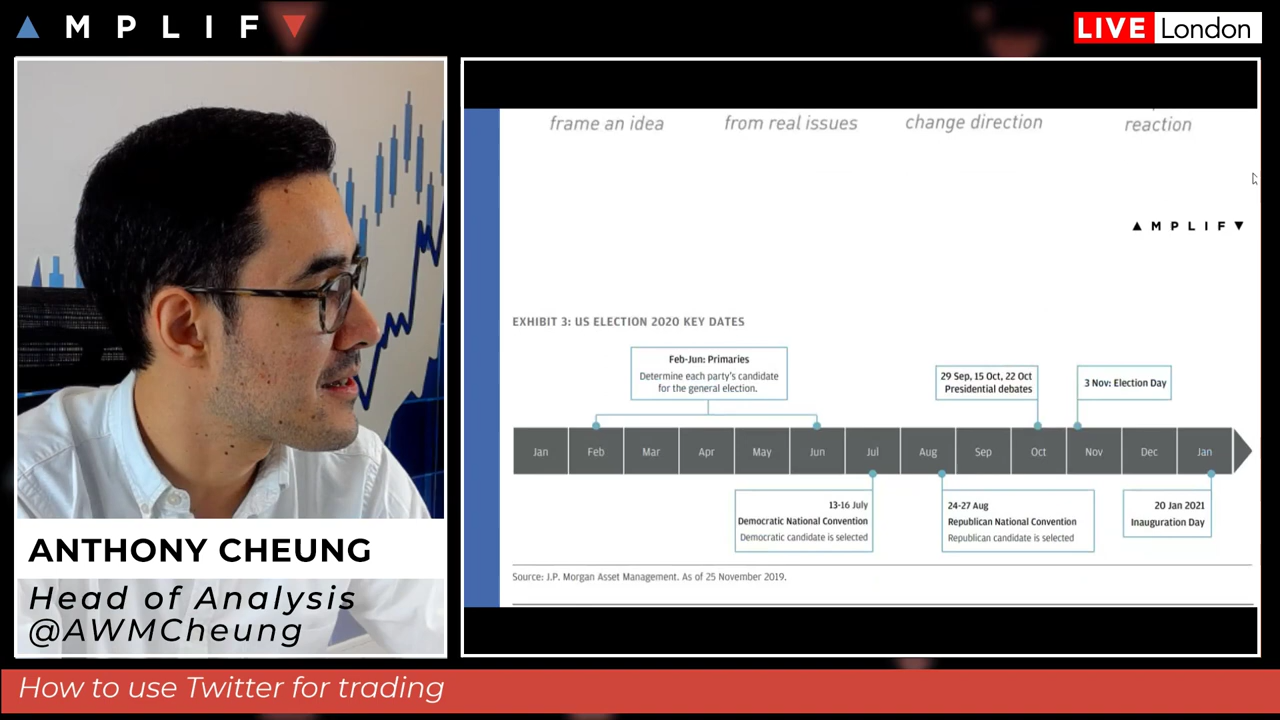 ▲ M P L I F ▼
LIVE London
ANTHONY CHEUNG
Head of Analysis
@AWMCheung
frame an idea
from real issues
change direction
reaction
▲ M P L I F ▼
EXHIBIT 3: US ELECTION 2020 KEY DATES
Feb-Jun: Primaries
Determine each party's candidate
for the general election.
29 Sep, 15 Oct, 22 Oct
Presidential debates
3 Nov: Election Day
Jan Feb Mar Apr May Jun Jul Aug Sep Oct Nov Dec Jan
13-16 July
Democratic National Convention
Democratic candidate is selected
24-27 Aug
Republican National Convention
Republican candidate is selected
20 Jan 2021
Inauguration Day
Source: J.P. Morgan Asset Management. As of 25 November 2019.
How to use Twitter for trading